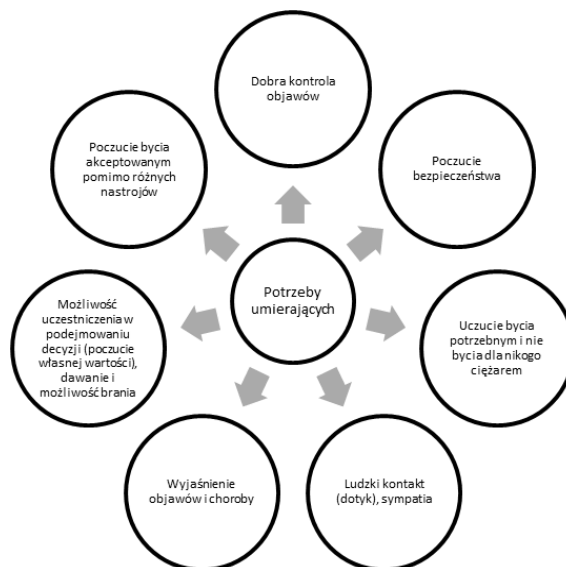 Dobra kontrola
objawów
Poczucie
bezpieczeństwa
Uczucie bycia
potrzebnym i nie
bycia dla nikogo
ciężarem
Ludzki kontakt
(dotyk), sympatia
Wyjaśnienie
objawów i choroby
Możliwość
uczestniczenia w
podejmowaniu
decyzji (poczucie
własnej wartości),
dawanie i
możliwość brania
Poczucie bycia
akceptowanym
pomimo różnych
nastrojów
Potrzeby
umierających